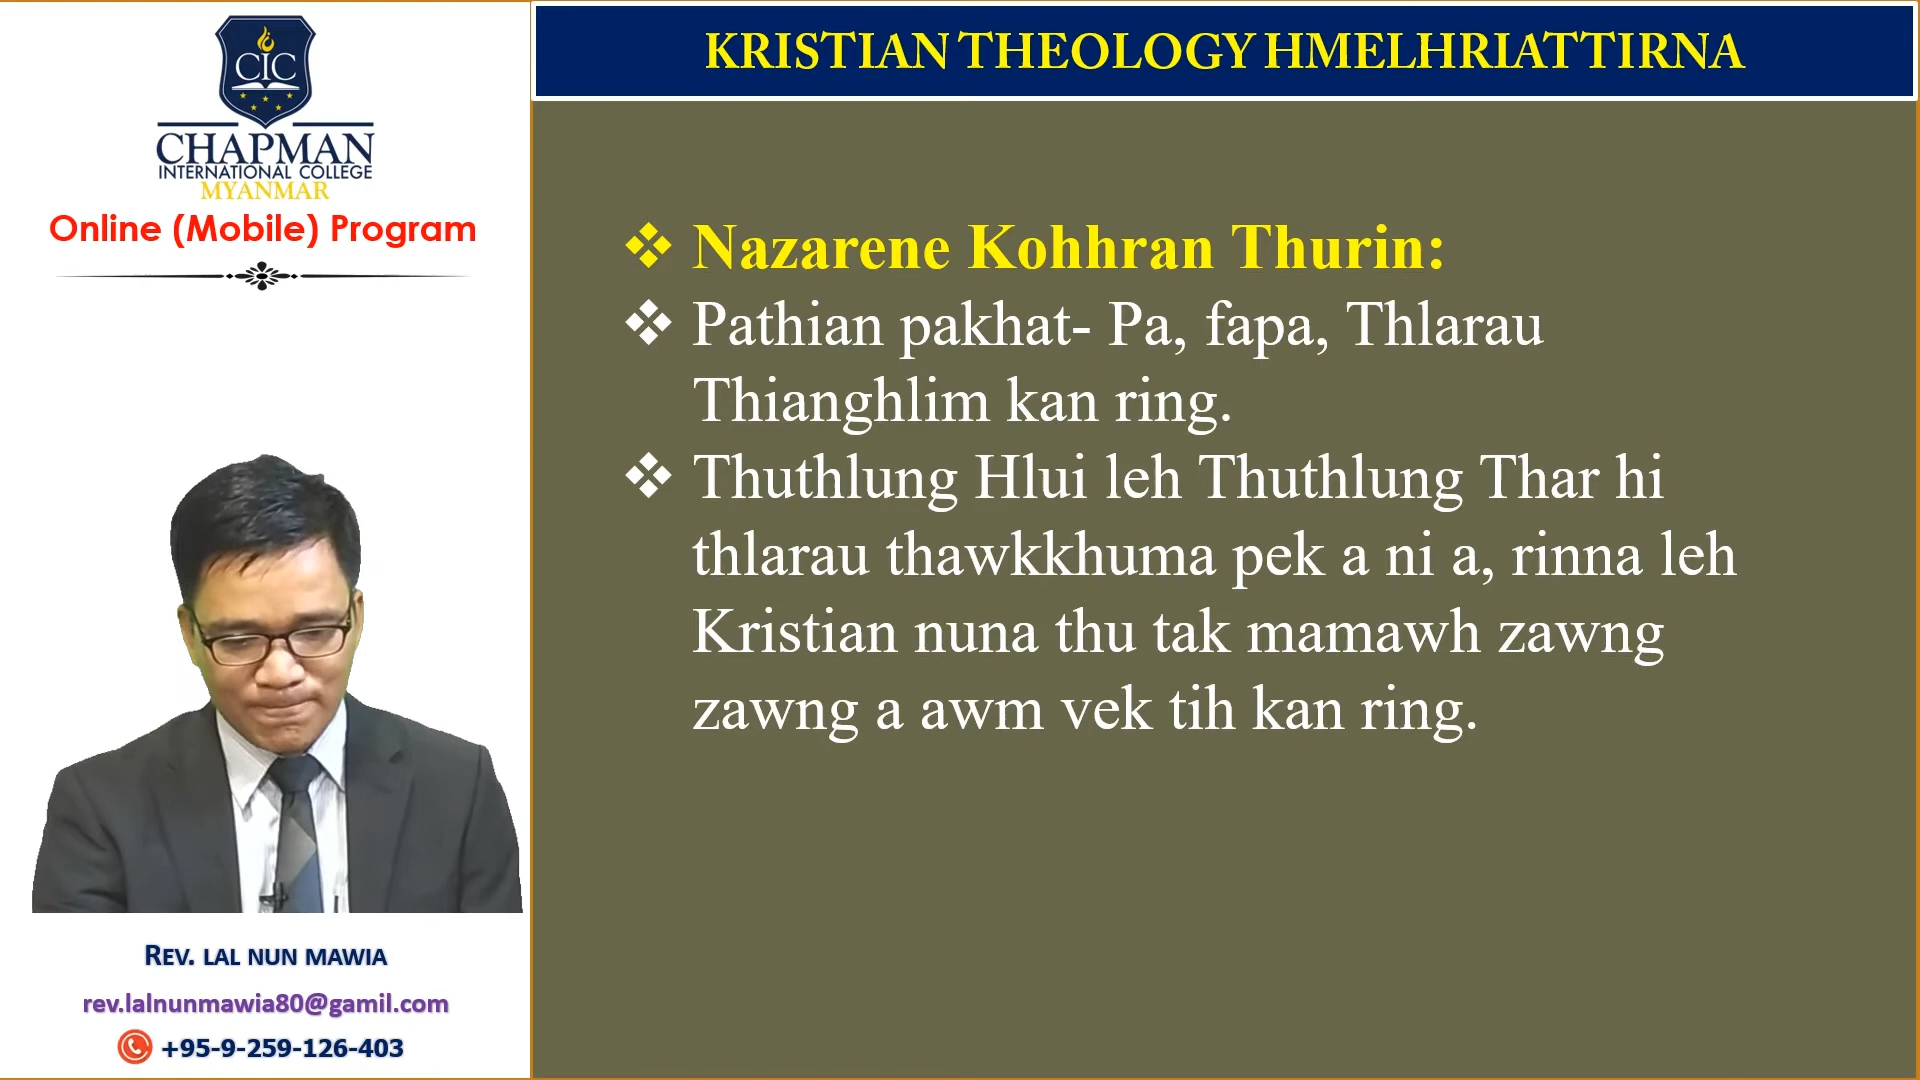 CIC
CHAPMAN
INTERNATIONAL COLLEGE
MYANMAR
Online (Mobile) Program
REV. LAL NUN MAWIA
rev.lalnunmawia80@gamil.com
+95-9-259-126-403
KRISTIAN THEOLOGY HMELHRIATTIRNA
Nazarene Kohhran Thurin:
Pathian pakhat- Pa, fapa, Thlarau
Thianghlim kan ring.
Thuthlung Hlui leh Thuthlung Thar hi
thlarau thawkkhuma pek a ni a, rinna leh
Kristian nuna thu tak mamawh zawng
zawng a awm vek tih kan ring.